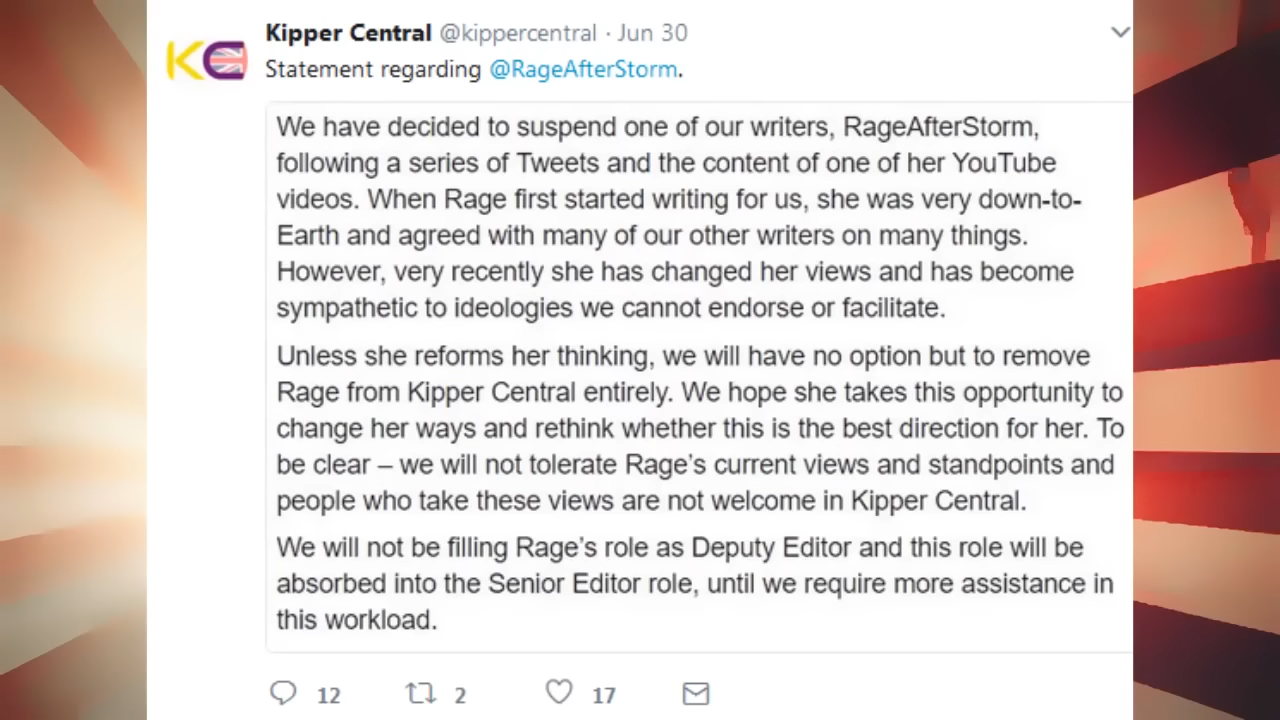 Kipper Central @kippercentral · Jun 30
Statement regarding @RageAfterStorm.
We have decided to suspend one of our writers, RageAfterStorm,
following a series of Tweets and the content of one of her YouTube
videos. When Rage first started writing for us, she was very down-to-
Earth and agreed with many of our other writers on many things.
However, very recently she has changed her views and has become
sympathetic to ideologies we cannot endorse or facilitate.
Unless she reforms her thinking, we will have no option but to remove
Rage from Kipper Central entirely. We hope she takes this opportunity to
change her ways and rethink whether this is the best direction for her. To
be clear – we will not tolerate Rage's current views and standpoints and
people who take these views are not welcome in Kipper Central.
We will not be filling Rage's role as Deputy Editor and this role will be
absorbed into the Senior Editor role, until we require more assistance in
this workload.
12 2 17